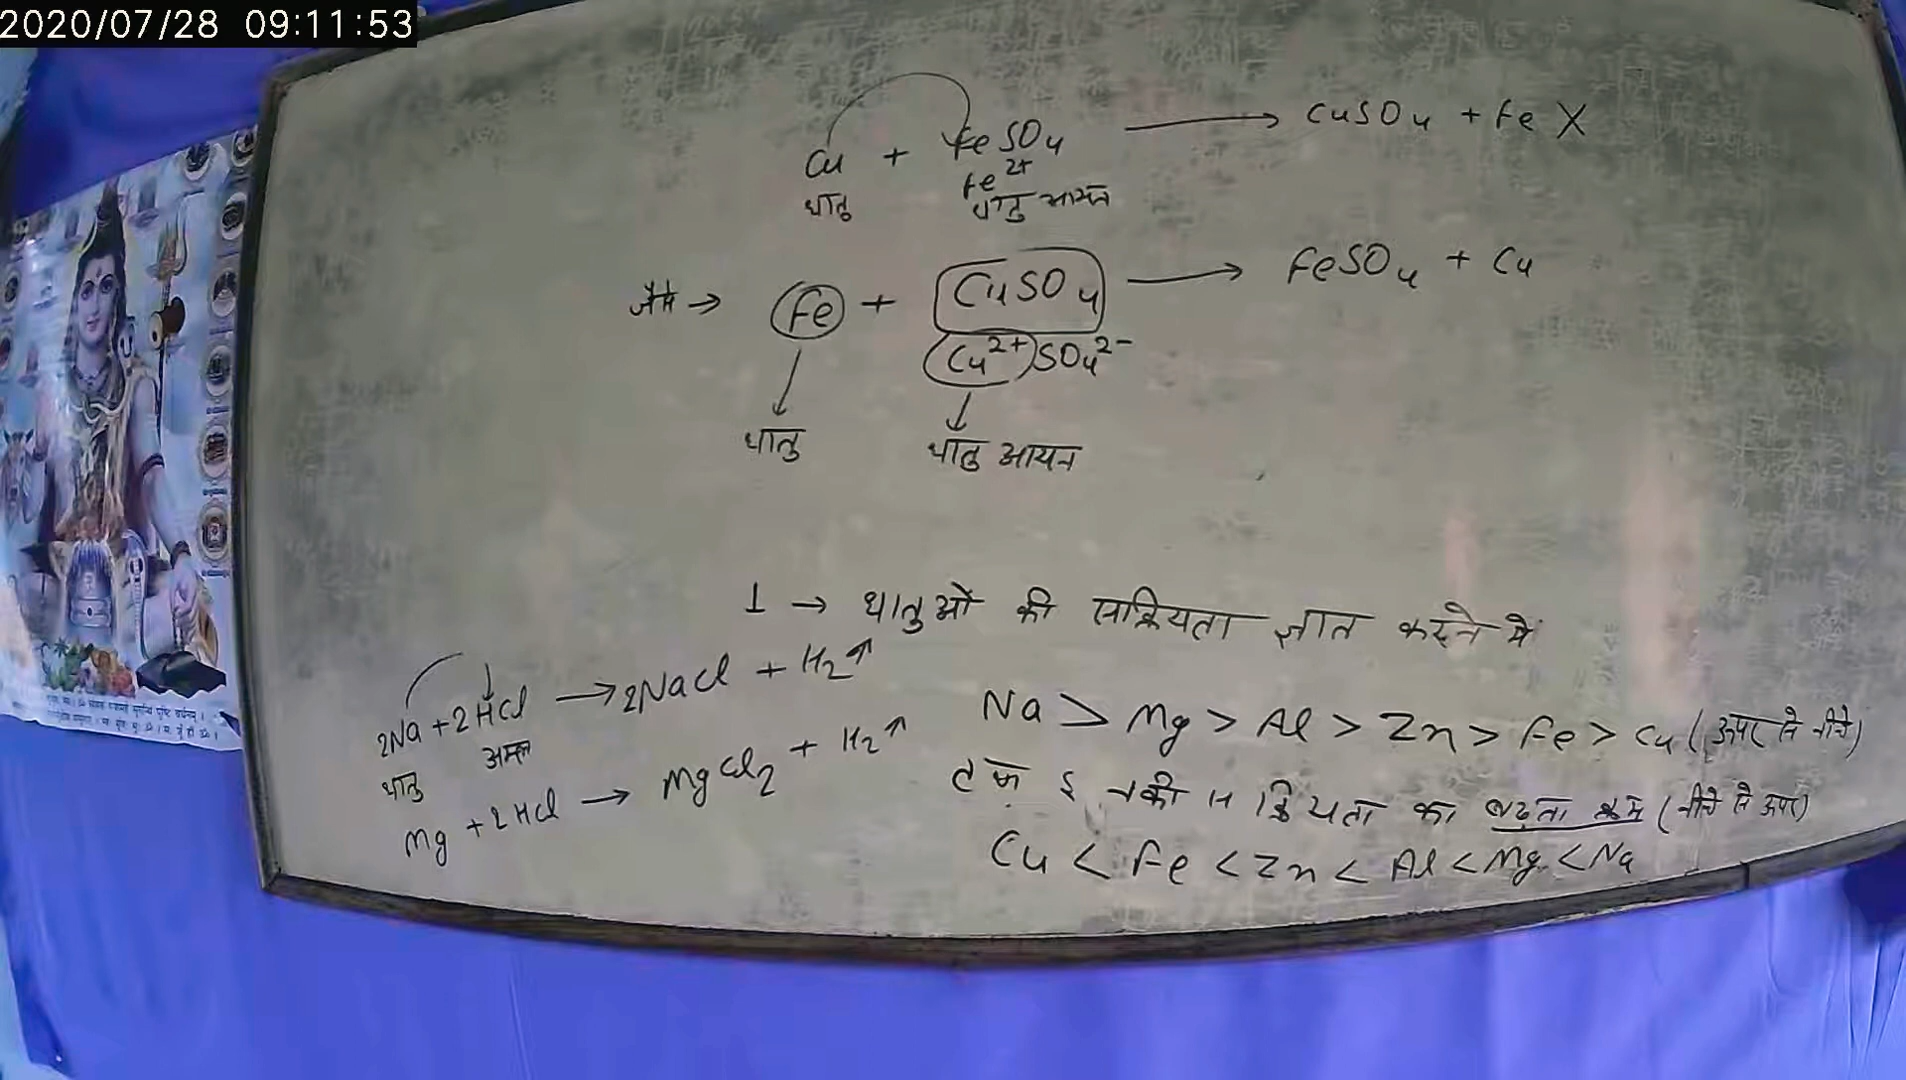 2020/07/28 09:11:53
Cu + FeSO₄ → CuSO₄ + Fe X
Fe²⁺
धातु धातु आयन
जैसे → Fe + CuSO₄ → FeSO₄ + Cu
Cu²⁺ SO₄²⁻
धातु धातु आयन
1 → धातुओं की सक्रियता ज्ञात करने में
2Na + 2HCl → 2NaCl + H₂↑
धातु अम्ल
Mg + 2HCl → MgCl₂ + H₂↑
Na > Mg > Al > Zn > Fe > Cu (ऊपर से नीचे)
इनकी सक्रियता का बढ़ता क्रम (नीचे से ऊपर)
Cu < Fe < Zn < Al < Mg < Na